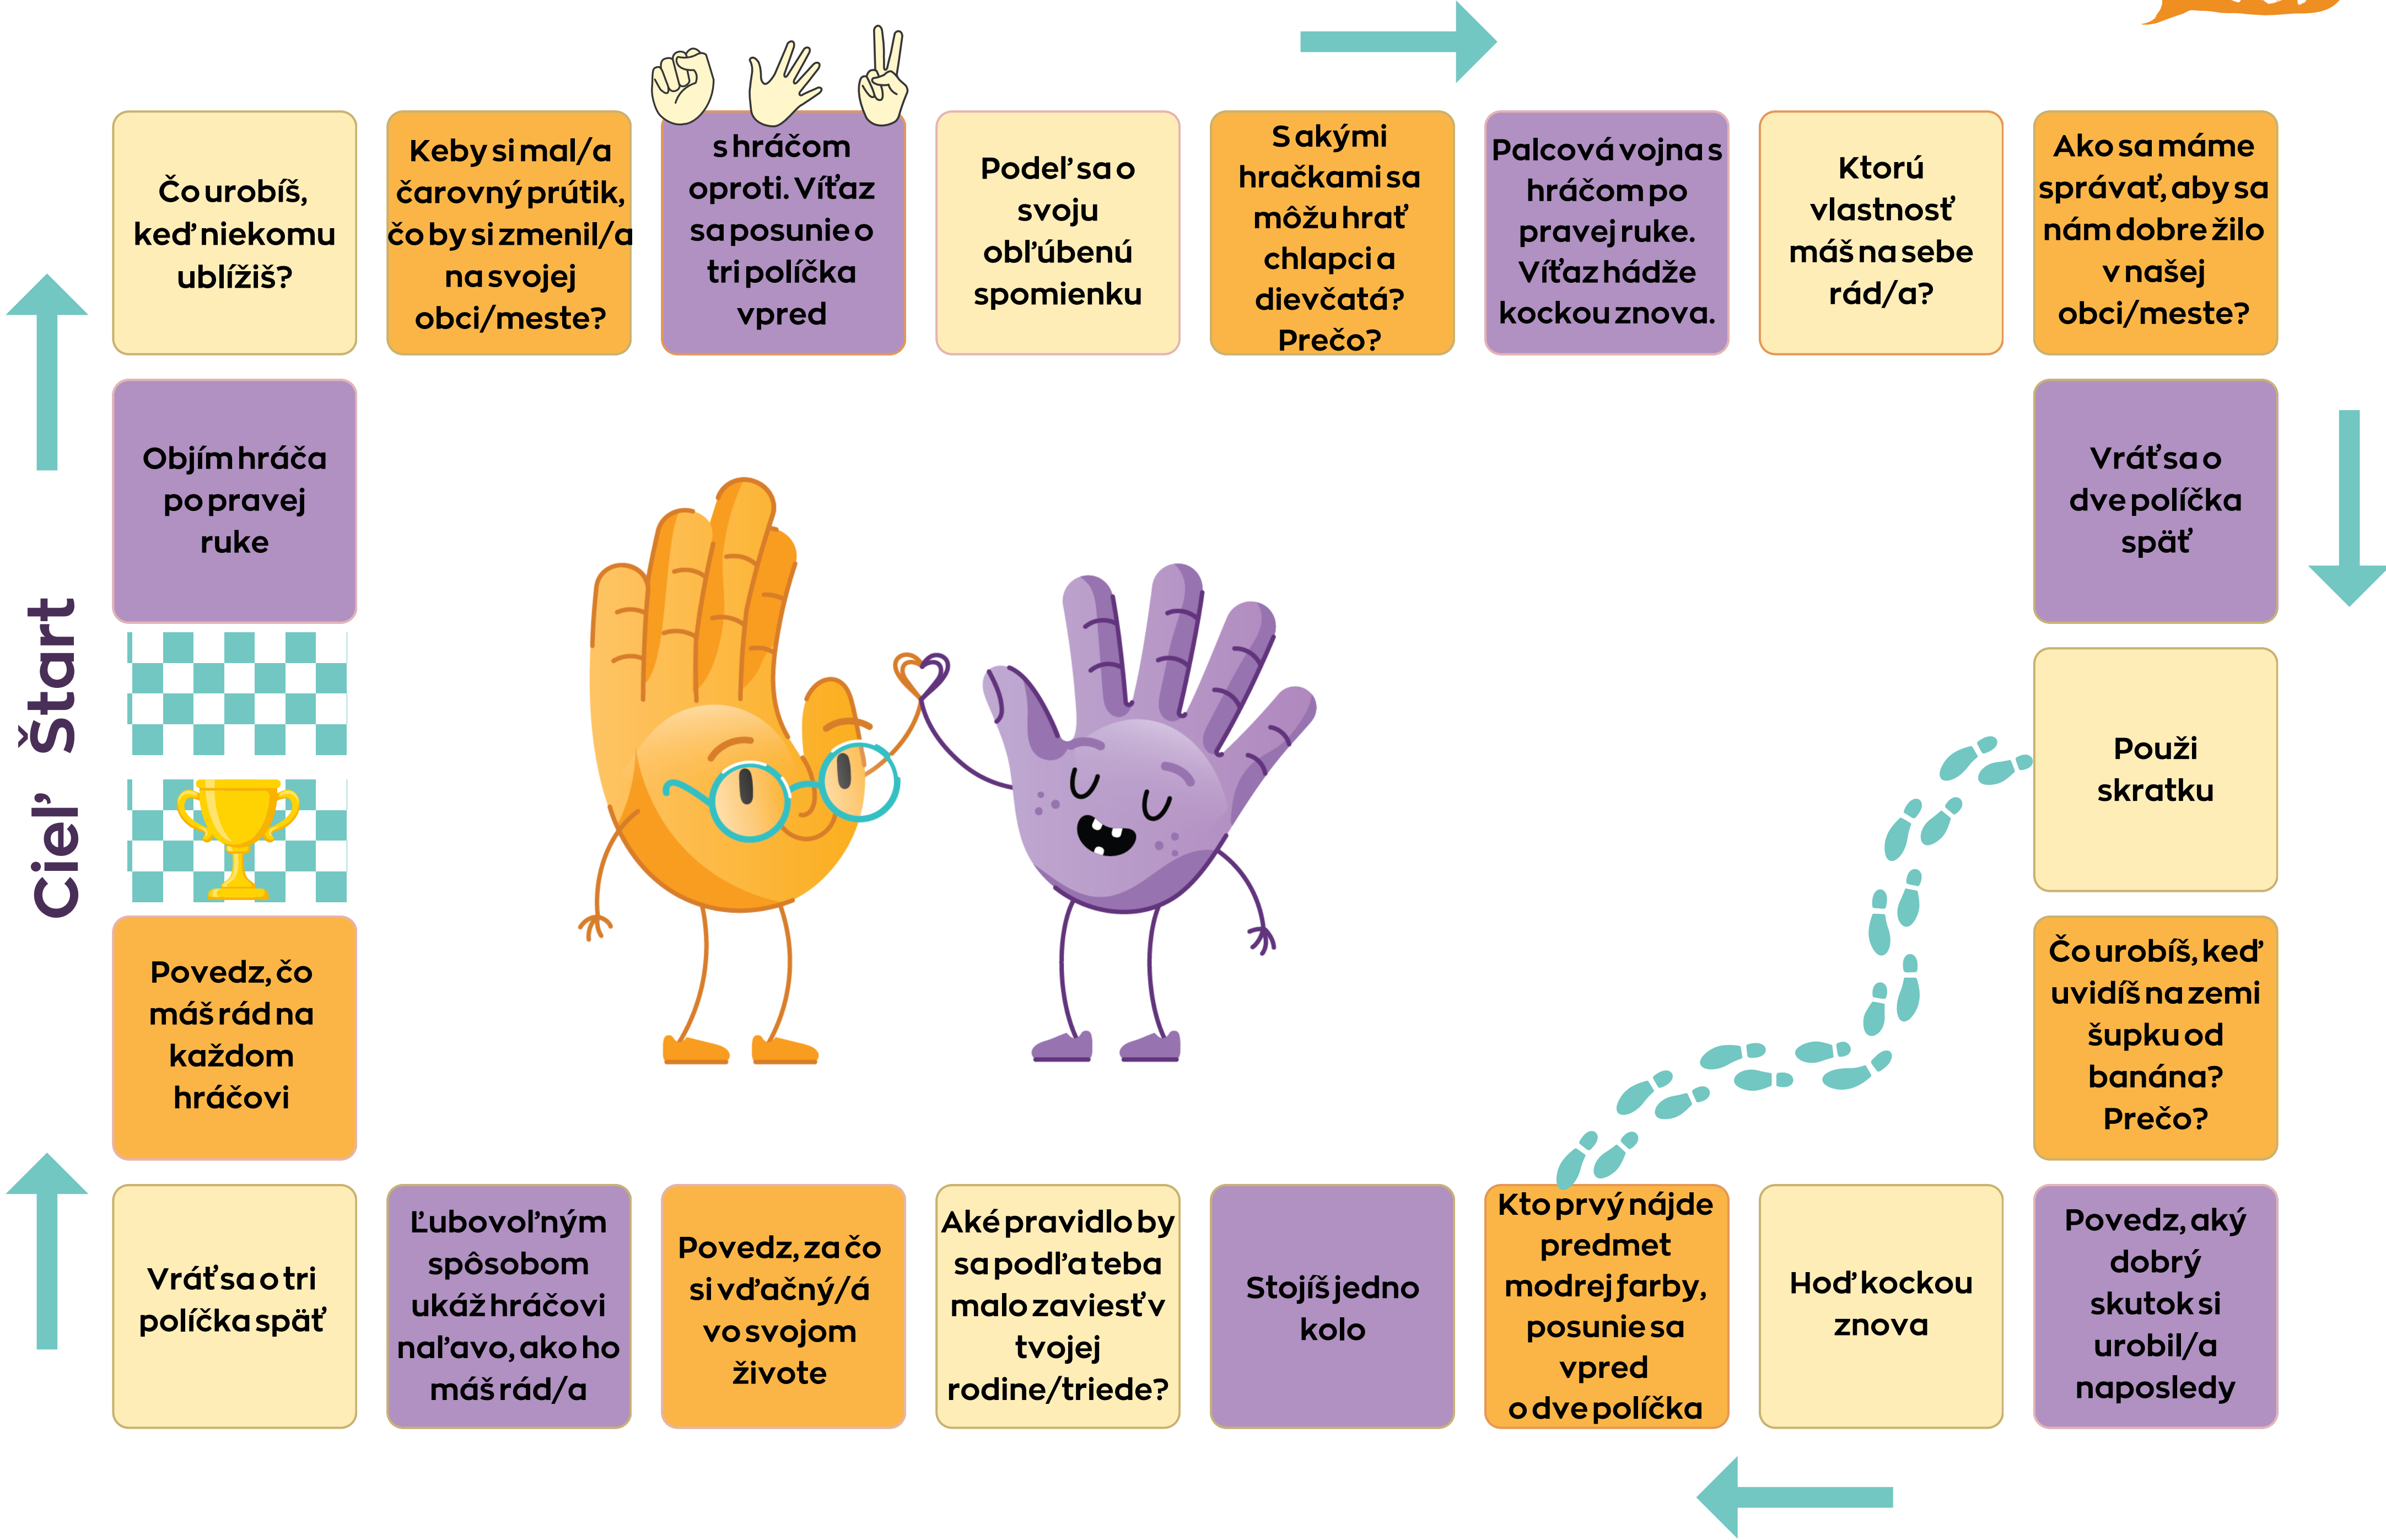 Čo urobíš,
keď niekomu
ublížiš?
Keby si mal/a
čarovný prútik,
čo by si zmenil/a
na svojej
obci/meste?
s hráčom
oproti. Víťaz
sa posunie o
tri políčka
vpred
Podeľ sa o
svoju
obľúbenú
spomienku
S akými
hračkami sa
môžu hrať
chlapci a
dievčatá?
Prečo?
Palcová vojna s
hráčom po
pravej ruke.
Víťaz hádže
kockou znova.
Ktorú
vlastnosť
máš na sebe
rád/a?
Ako sa máme
správať, aby sa
nám dobre žilo
v našej
obci/meste?
Objím hráča
po pravej
ruke
Vráť sa o
dve políčka
späť
Štart
Cieľ
Použi
skratku
Povedz, čo
máš rád na
každom
hráčovi
Čo urobíš, keď
uvidíš na zemi
šupku od
banána?
Prečo?
Vráť sa o tri
políčka späť
Ľubovoľným
spôsobom
ukáž hráčovi
naľavo, ako ho
máš rád/a
Povedz, za čo
si vďačný/á
vo svojom
živote
Aké pravidlo by
sa podľa teba
malo zaviesť v
tvojej
rodine/triede?
Stojíš jedno
kolo
Kto prvý nájde
predmet
modrej farby,
posunie sa
vpred
o dve políčka
Hoď kockou
znova
Povedz, aký
dobrý
skutok si
urobil/a
naposledy